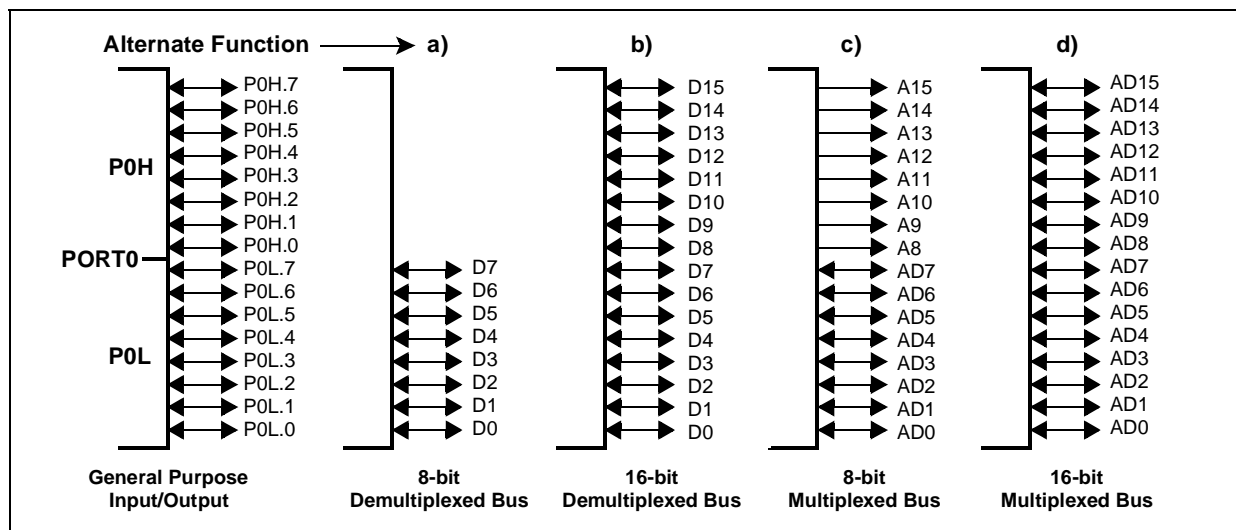 Alternate Function a) b) c) d)
P0H.7 D15 A15 AD15
P0H.6 D14 A14 AD14
P0H.5 D13 A13 AD13
P0H.4 D12 A12 AD12
P0H P0H.3 D11 A11 AD11
P0H.2 D10 A10 AD10
P0H.1 D9 A9 AD9
P0H.0 D8 A8 AD8
PORT0
P0L.7 D7 D7 AD7 AD7
P0L.6 D6 D6 AD6 AD6
P0L.5 D5 D5 AD5 AD5
P0L.4 D4 D4 AD4 AD4
P0L P0L.3 D3 D3 AD3 AD3
P0L.2 D2 D2 AD2 AD2
P0L.1 D1 D1 AD1 AD1
P0L.0 D0 D0 AD0 AD0
General Purpose 8-bit 16-bit 8-bit 16-bit
Input/Output Demultiplexed Bus Demultiplexed Bus Multiplexed Bus Multiplexed Bus